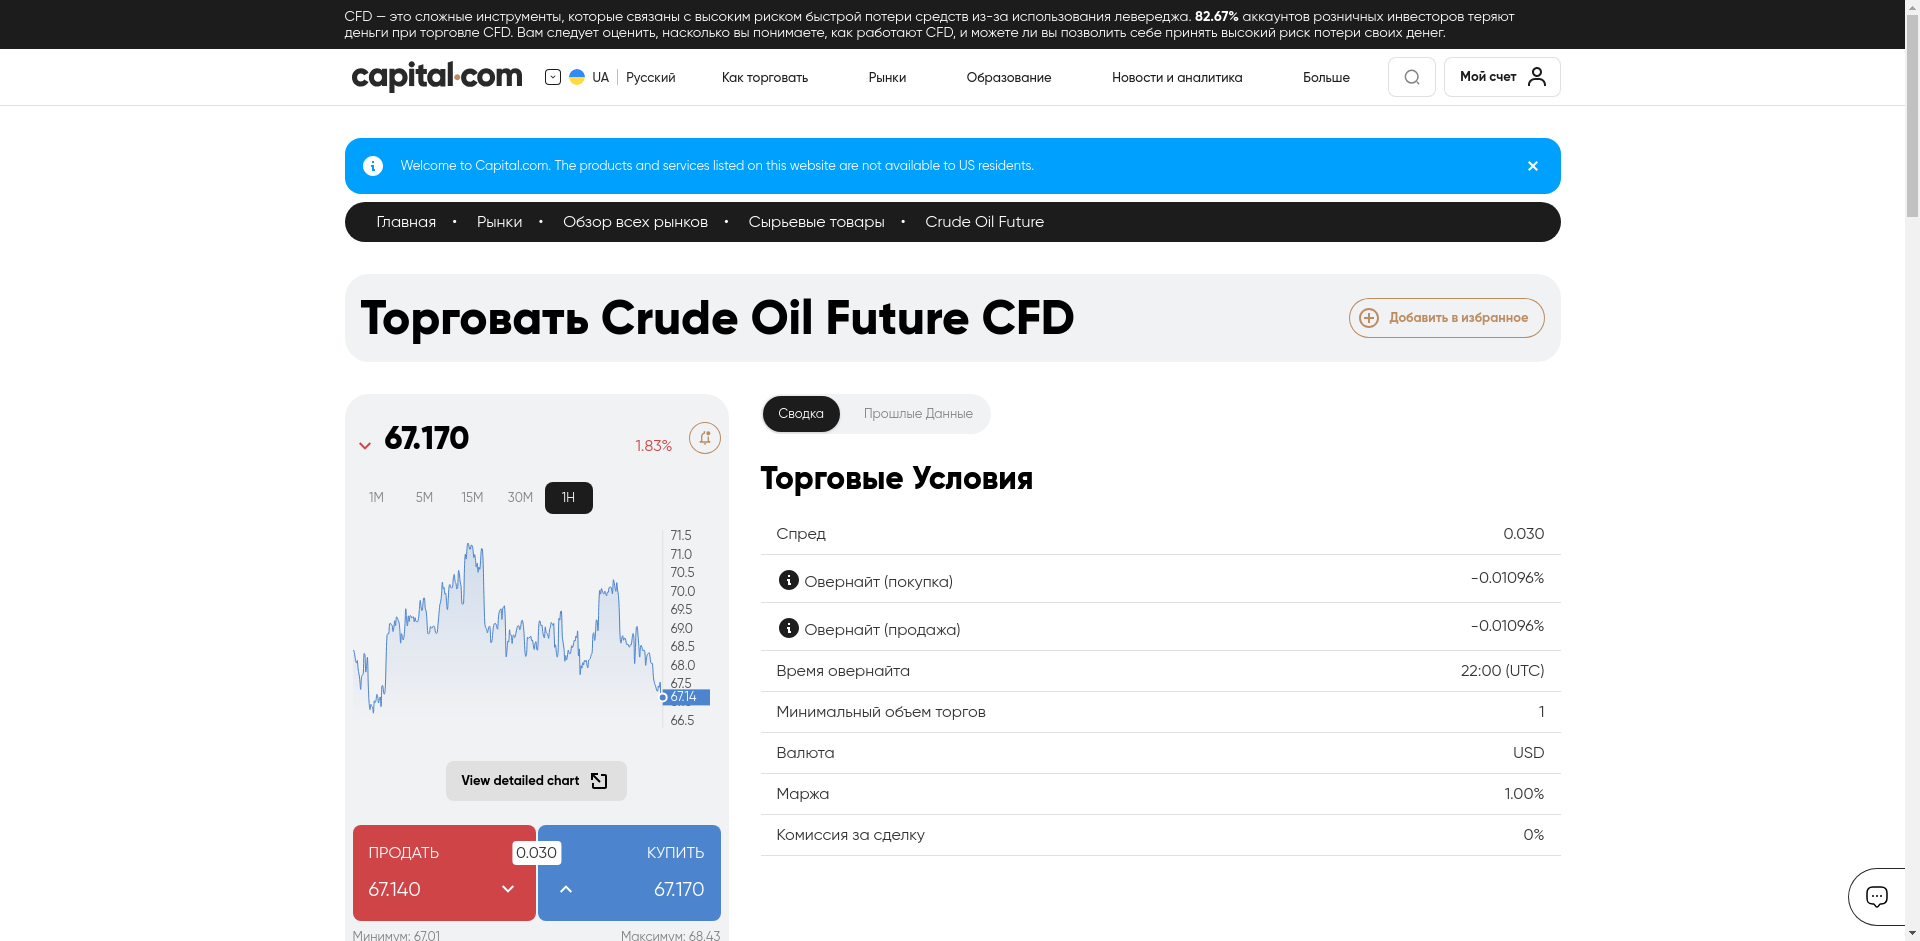 CFD — это сложные инструменты, которые связаны с высоким риском быстрой потери средств из-за использования левереджа. 82.67% аккаунтов розничных инвесторов теряют
деньги при торговле CFD. Вам следует оценить, насколько вы понимаете, как работают CFD, и можете ли вы позволить себе принять высокий риск потери своих денег.
capital.com UA Русский Как торговать Рынки Образование Новости и аналитика Больше Мой счет
Welcome to Capital.com. The products and services listed on this website are not available to US residents.
Главная • Рынки • Обзор всех рынков • Сырьевые товары • Crude Oil Future
Торговать Crude Oil Future CFD
Добавить в избранное
67.170
1.83%
1M 5M 15M 30M 1H
71.5
71.0
70.5
70.0
69.5
69.0
68.5
68.0
67.5
67.14
66.5
View detailed chart
ПРОДАТЬ 0.030 КУПИТЬ
67.140 67.170
Минимум: 67.01 Максимум: 68.43
Сводка Прошлые Данные
Торговые Условия
Спред 0.030
Овернайт (покупка) -0.01096%
Овернайт (продажа) -0.01096%
Время овернайта 22:00 (UTC)
Минимальный объем торгов 1
Валюта USD
Маржа 1.00%
Комиссия за сделку 0%